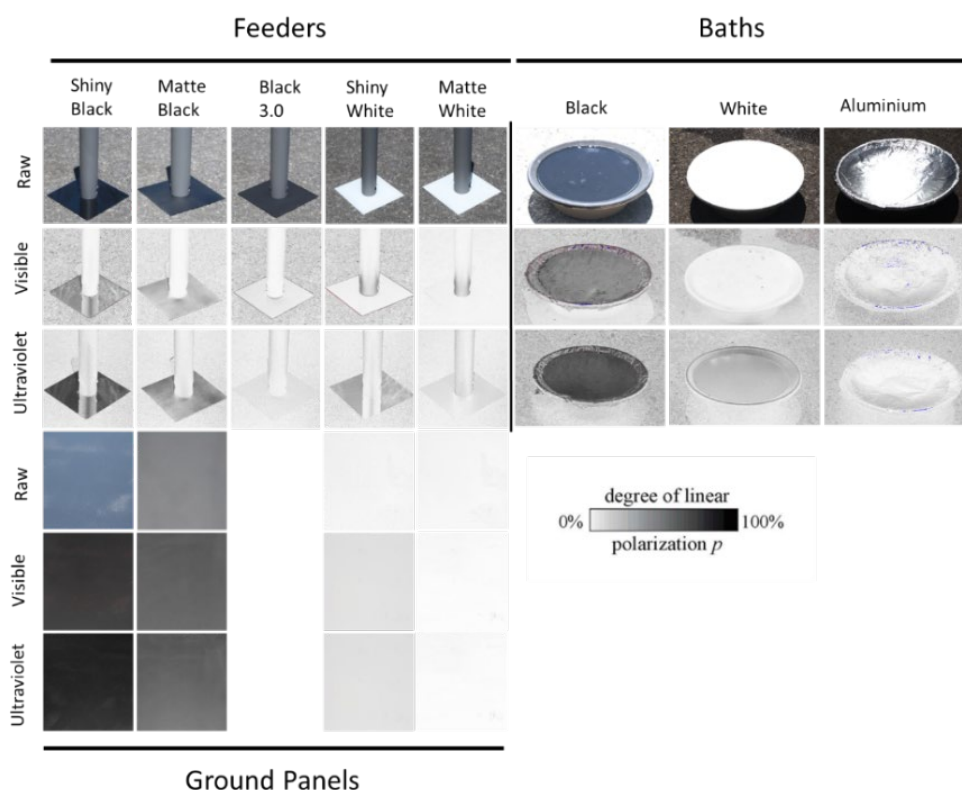 Feeders
Baths
Shiny Black
Matte Black
Black 3.0
Shiny White
Matte White
Black
White
Aluminium
Raw
Visible
Ultraviolet
Raw
Visible
Ultraviolet
degree of linear
0% 100%
polarization p
Ground Panels